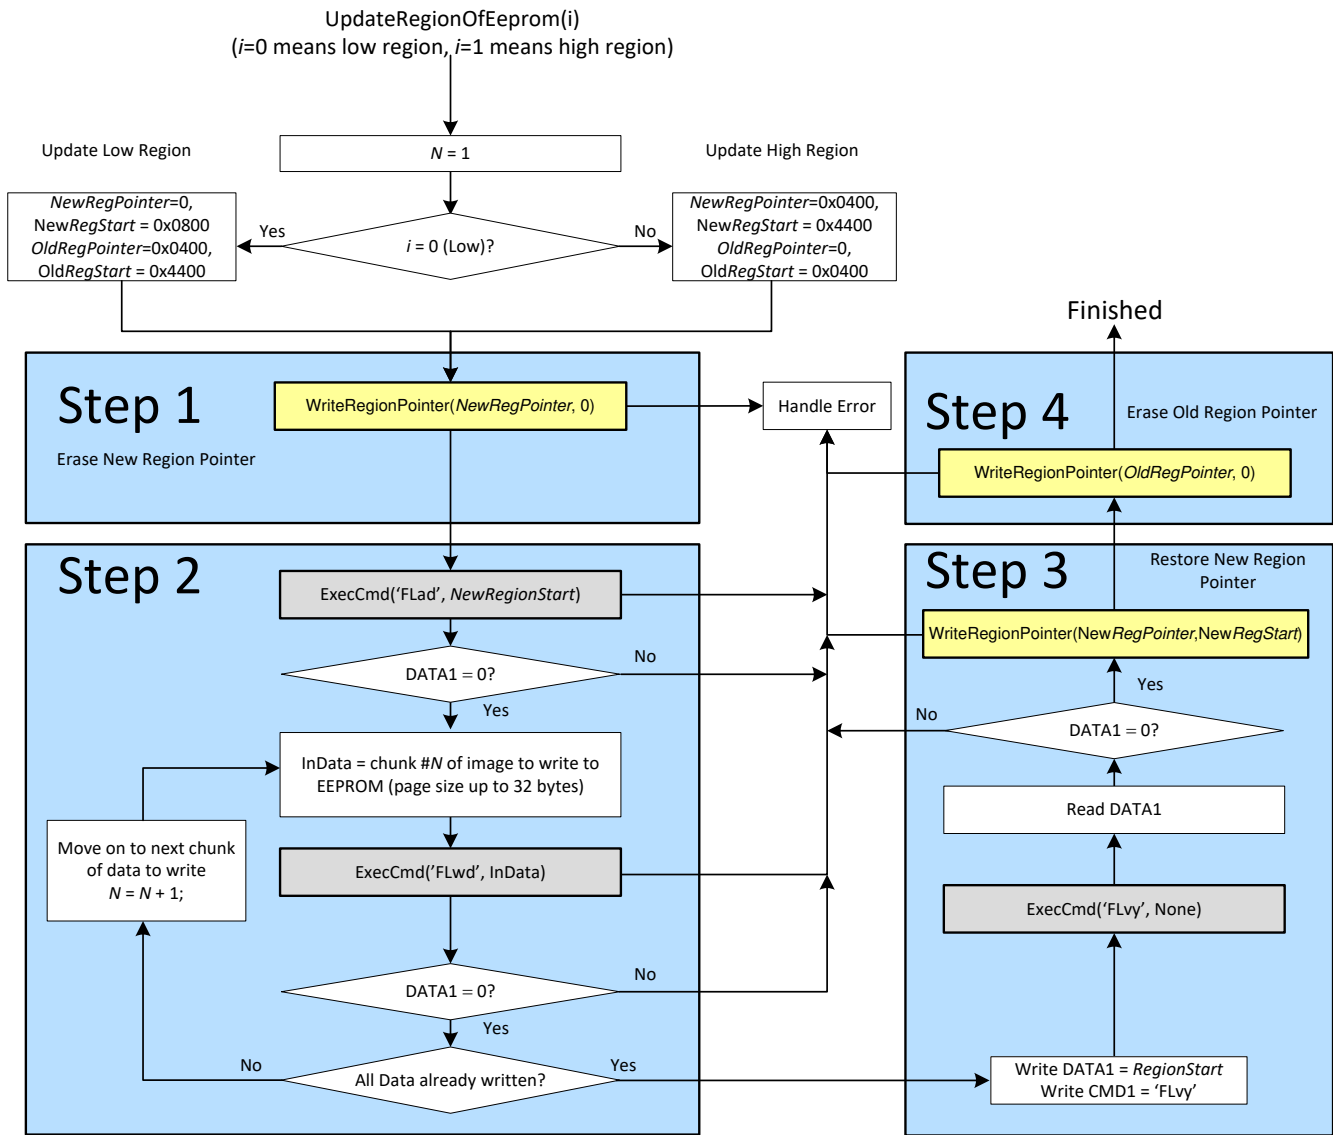 UpdateRegionOfEeprom(i)
(i=0 means low region, i=1 means high region)
Update Low Region
N = 1
Update High Region
NewRegPointer=0,
NewRegStart = 0x0800
OldRegPointer=0x0400,
OldRegStart = 0x4400
Yes
i = 0 (Low)?
No
NewRegPointer=0x0400,
NewRegStart = 0x4400
OldRegPointer=0,
OldRegStart = 0x0400
Finished
Step 1
WriteRegionPointer(NewRegPointer, 0)
Erase New Region Pointer
Handle Error
Step 4
Erase Old Region Pointer
WriteRegionPointer(OldRegPointer, 0)
Step 2
ExecCmd('FLad', NewRegionStart)
DATA1 = 0?
No
Yes
InData = chunk #N of image to write to
EEPROM (page size up to 32 bytes)
Move on to next chunk
of data to write
N = N + 1;
ExecCmd('FLwd', InData)
DATA1 = 0?
No
Yes
No
All Data already written?
Yes
Step 3
Restore New Region
Pointer
WriteRegionPointer(NewRegPointer,NewRegStart)
Yes
No
DATA1 = 0?
Read DATA1
ExecCmd(‘FLvy’, None)
Write DATA1 = RegionStart
Write CMD1 = ‘FLvy’